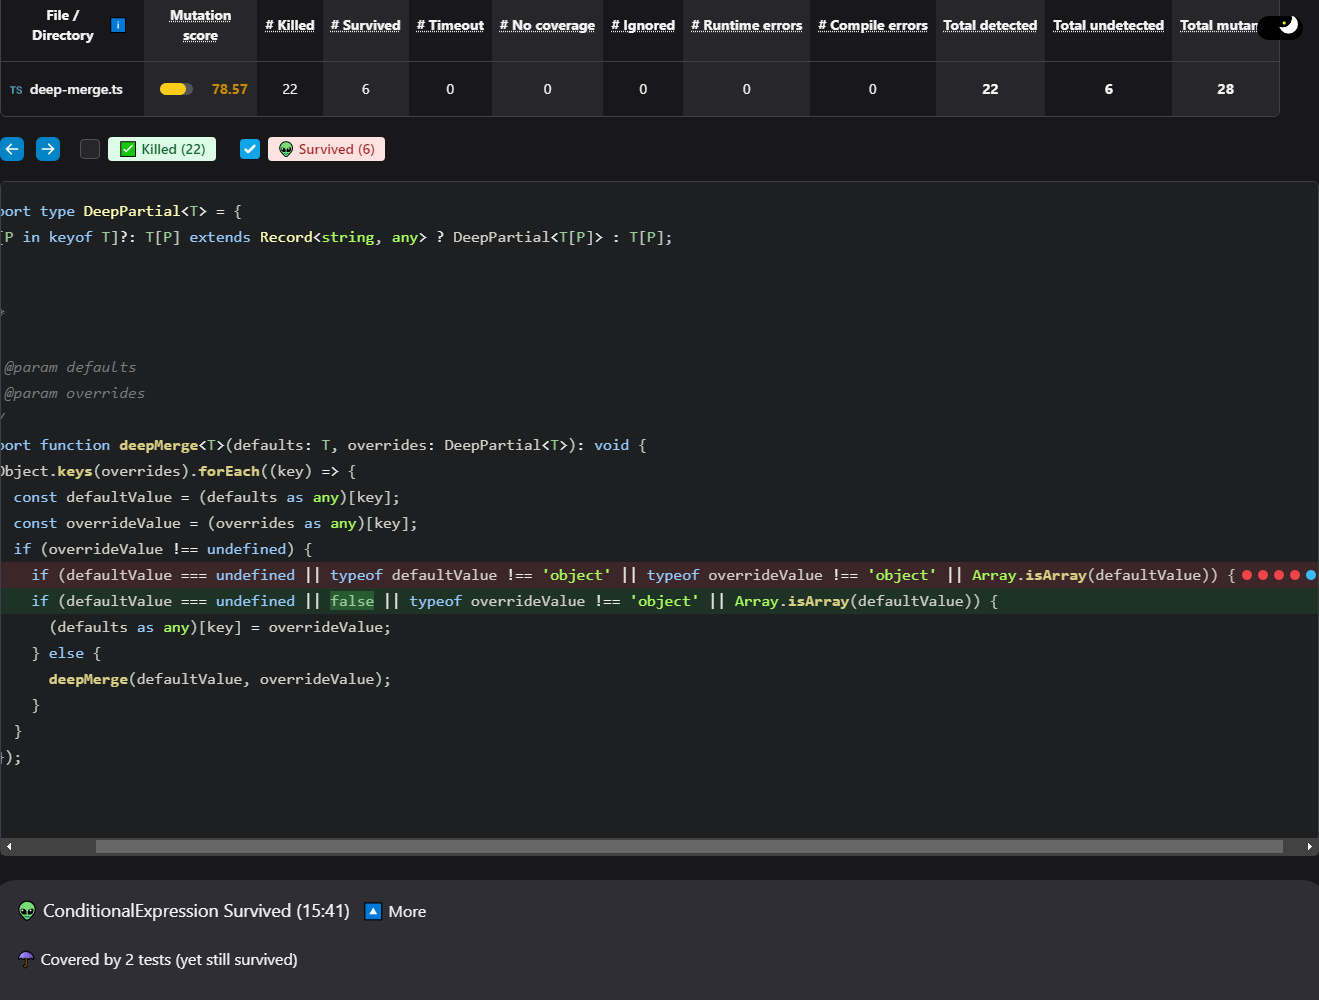 File / Directory
Mutation score
# Killed
# Survived
# Timeout
# No coverage
# Ignored
# Runtime errors
# Compile errors
Total detected
Total undetected
Total mutan
TS deep-merge.ts 78.57 22 6 0 0 0 0 0 22 6 28
Killed (22) Survived (6)
port type DeepPartial<T> = {
[P in keyof T]?: T[P] extends Record<string, any> ? DeepPartial<T[P]> : T[P];
*
@param defaults
@param overrides
/
port function deepMerge<T>(defaults: T, overrides: DeepPartial<T>): void {
Object.keys(overrides).forEach((key) => {
const defaultValue = (defaults as any)[key];
const overrideValue = (overrides as any)[key];
if (overrideValue !== undefined) {
if (defaultValue === undefined || typeof defaultValue !== 'object' || typeof overrideValue !== 'object' || Array.isArray(defaultValue)) {
if (defaultValue === undefined || false || typeof overrideValue !== 'object' || Array.isArray(defaultValue)) {
(defaults as any)[key] = overrideValue;
} else {
deepMerge(defaultValue, overrideValue);
}
}
});
ConditionalExpression Survived (15:41) More
Covered by 2 tests (yet still survived)